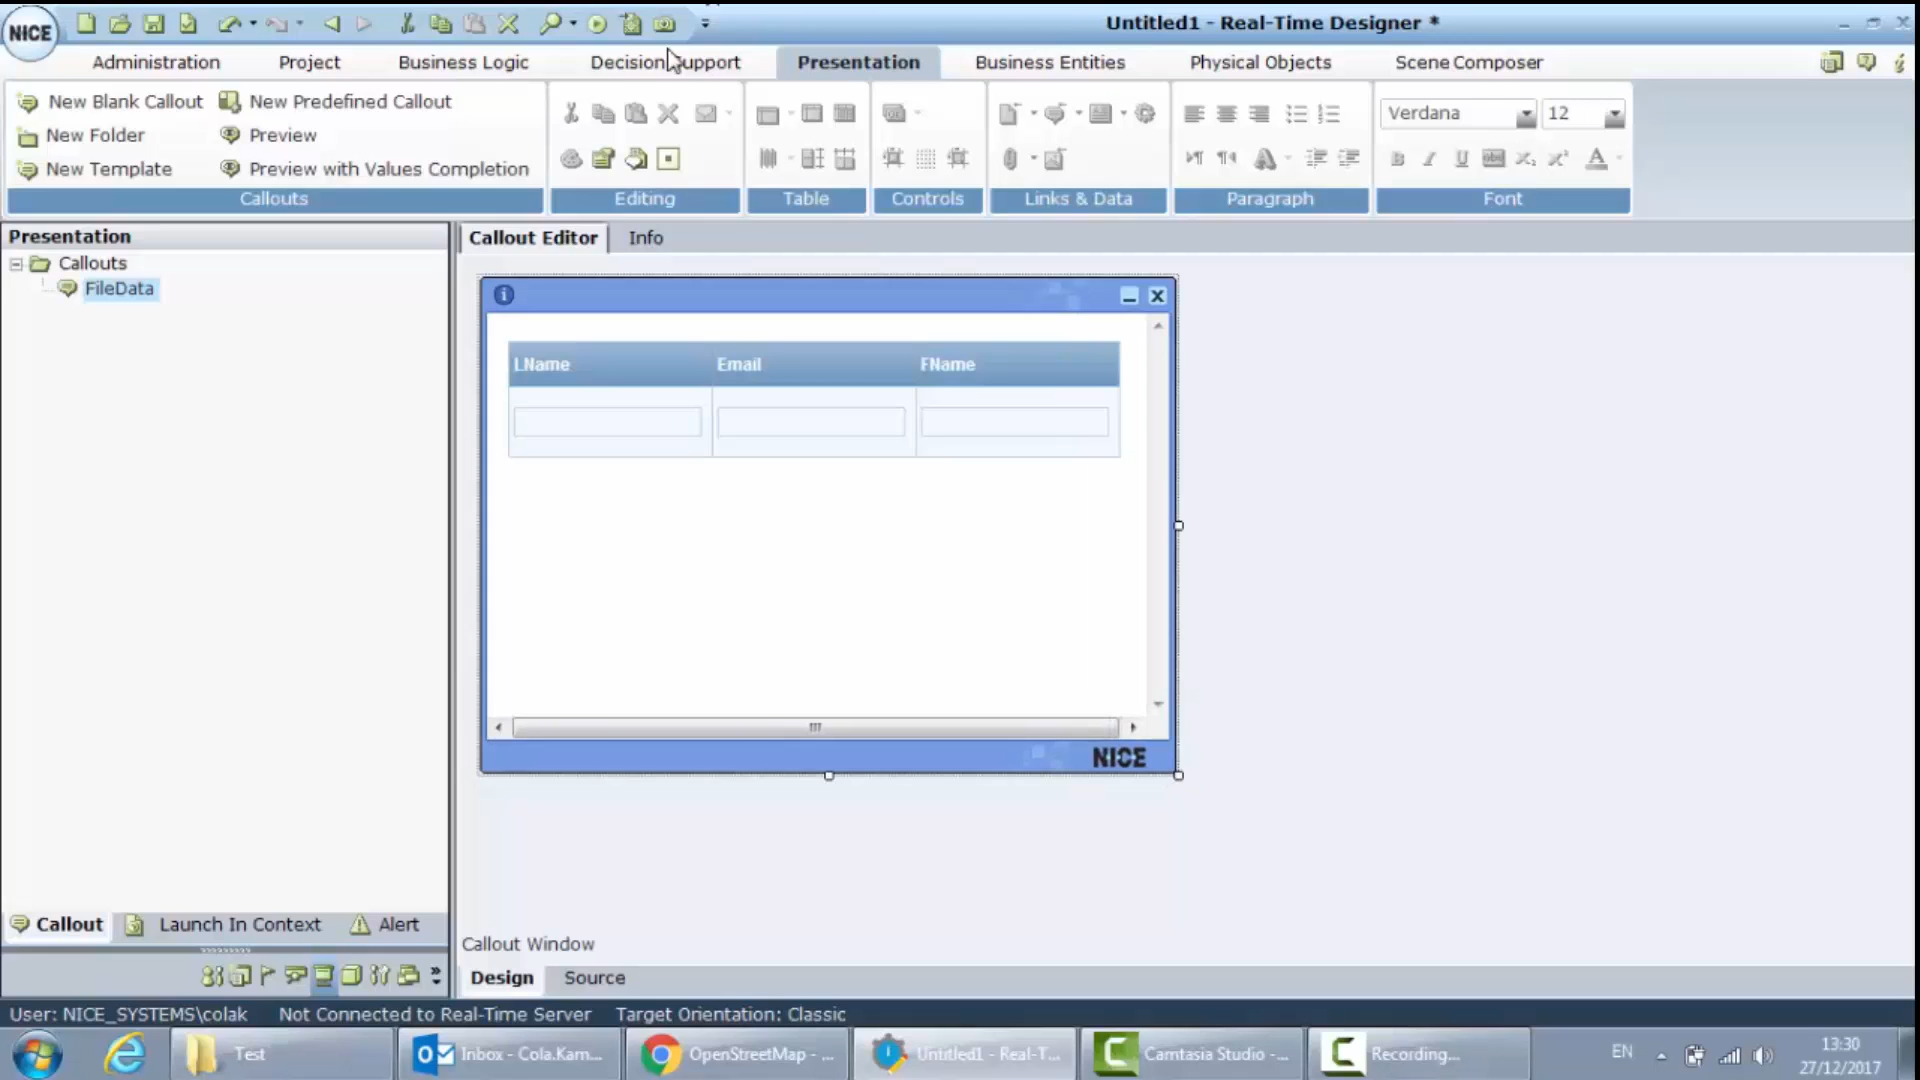 NICE
Untitled1 - Real-Time Designer *
Administration Project Business Logic Decision Support Presentation Business Entities Physical Objects Scene Composer
New Blank Callout New Predefined Callout
New Folder Preview
New Template Preview with Values Completion
Verdana 12
Callouts Editing Table Controls Links & Data Paragraph Font
Presentation
Callouts
FileData
Callout Editor Info
LName Email FName
NICE
Callout Launch In Context Alert
Callout Window
Design Source
User: NICE_SYSTEMS\colak Not Connected to Real-Time Server Target Orientation: Classic
Test Inbox - Cola.Kam... OpenStreetMap - ... Untitled1 - Real-T... Camtasia Studio -... Recording...
EN
13:30
27/12/2017